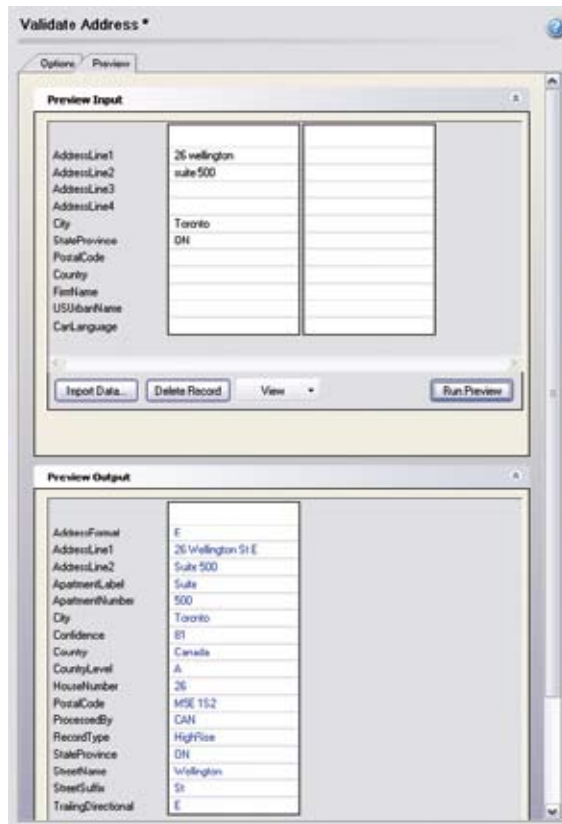 Validate Address *
Options Preview
Preview Input
AddressLine1 26 wellington
AddressLine2 suite 500
AddressLine3
AddressLine4
City Toronto
StateProvince ON
PostalCode
Country
FirmName
USUrbanName
CanLanguage
Import Data... Delete Record View Run Preview
Preview Output
AddressFormat E
AddressLine1 26 Wellington St E
AddressLine2 Suite 500
ApartmentLabel Suite
ApartmentNumber 500
City Toronto
Confidence 81
Country Canada
CountryLevel A
HouseNumber 26
PostalCode M5E 1S2
ProcessedBy CAN
RecordType HighRise
StateProvince ON
StreetName Wellington
StreetSuffix St
TrailingDirectional E